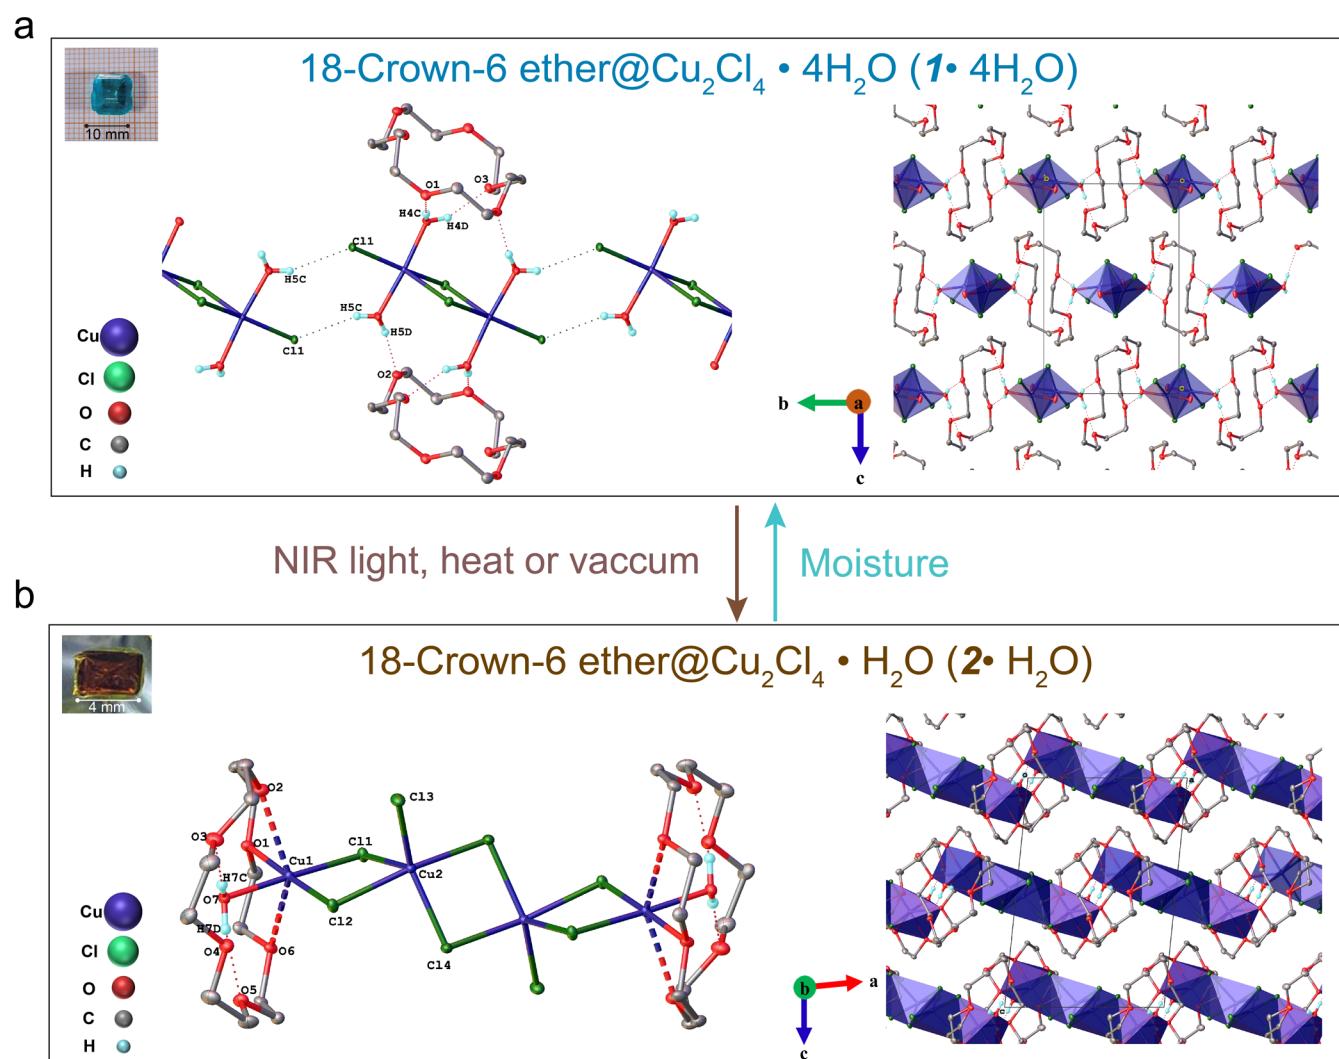 a
18-Crown-6 ether@Cu₂Cl₄ • 4H₂O (1• 4H₂O)
10 mm
O1
O3
H4C
H4D
Cl1
H5C
H5C
Cl1
H5D
O2
Cu
Cl
O
C
H
b
a
c
b
c
o
c
NIR light, heat or vaccum
Moisture
b
18-Crown-6 ether@Cu₂Cl₄ • H₂O (2• H₂O)
4 mm
O2
Cl3
O3
O1
Cl1
Cu1
Cu2
H7C
O7
Cl2
H7D
O4
O6
Cl4
O5
Cu
Cl
O
C
H
b
a
c
o
a
c